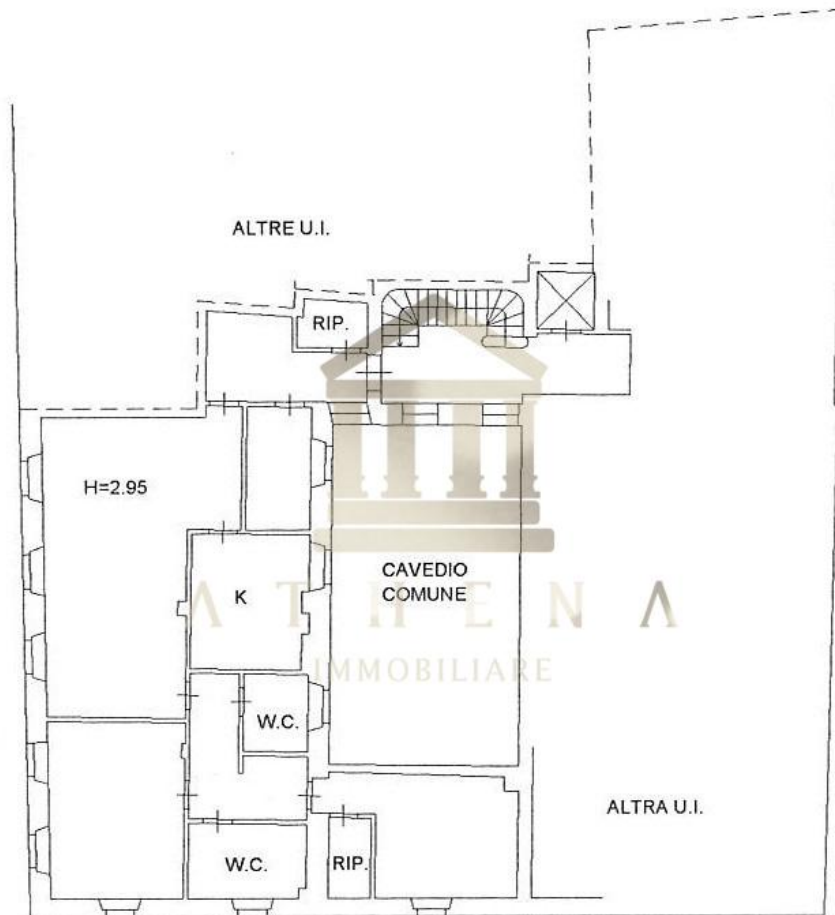 ALTRE U.I.
RIP.
H=2.95
CAVEDIO
COMUNE
K
ATHENA
IMMOBILIARE
W.C.
ALTRA U.I.
W.C.
RIP.